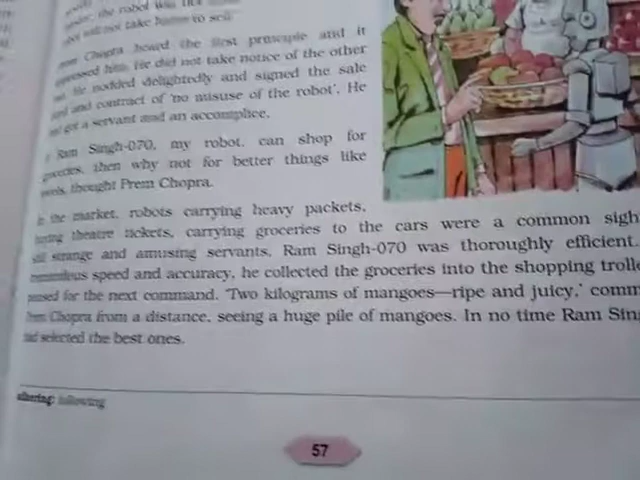 the robot will not
not take home to sell.
Chopra heard the first principle and it
him. He did not take notice of the other
He nodded delightedly and signed the sale
and contract of 'no misuse of the robot'. He
got a servant and an accomplice.
Ram Singh-070, my robot, can shop for
then why not for better things like
thought Prem Chopra.
the market, robots carrying heavy packets,
theatre tickets, carrying groceries to the cars were a common sigh
strange and amusing servants, Ram Singh-070 was thoroughly efficient.
speed and accuracy, he collected the groceries into the shopping trolle
for the next command. 'Two kilograms of mangoes—ripe and juicy,' comm
Chopra from a distance, seeing a huge pile of mangoes. In no time Ram Sin
selected the best ones.
following
57